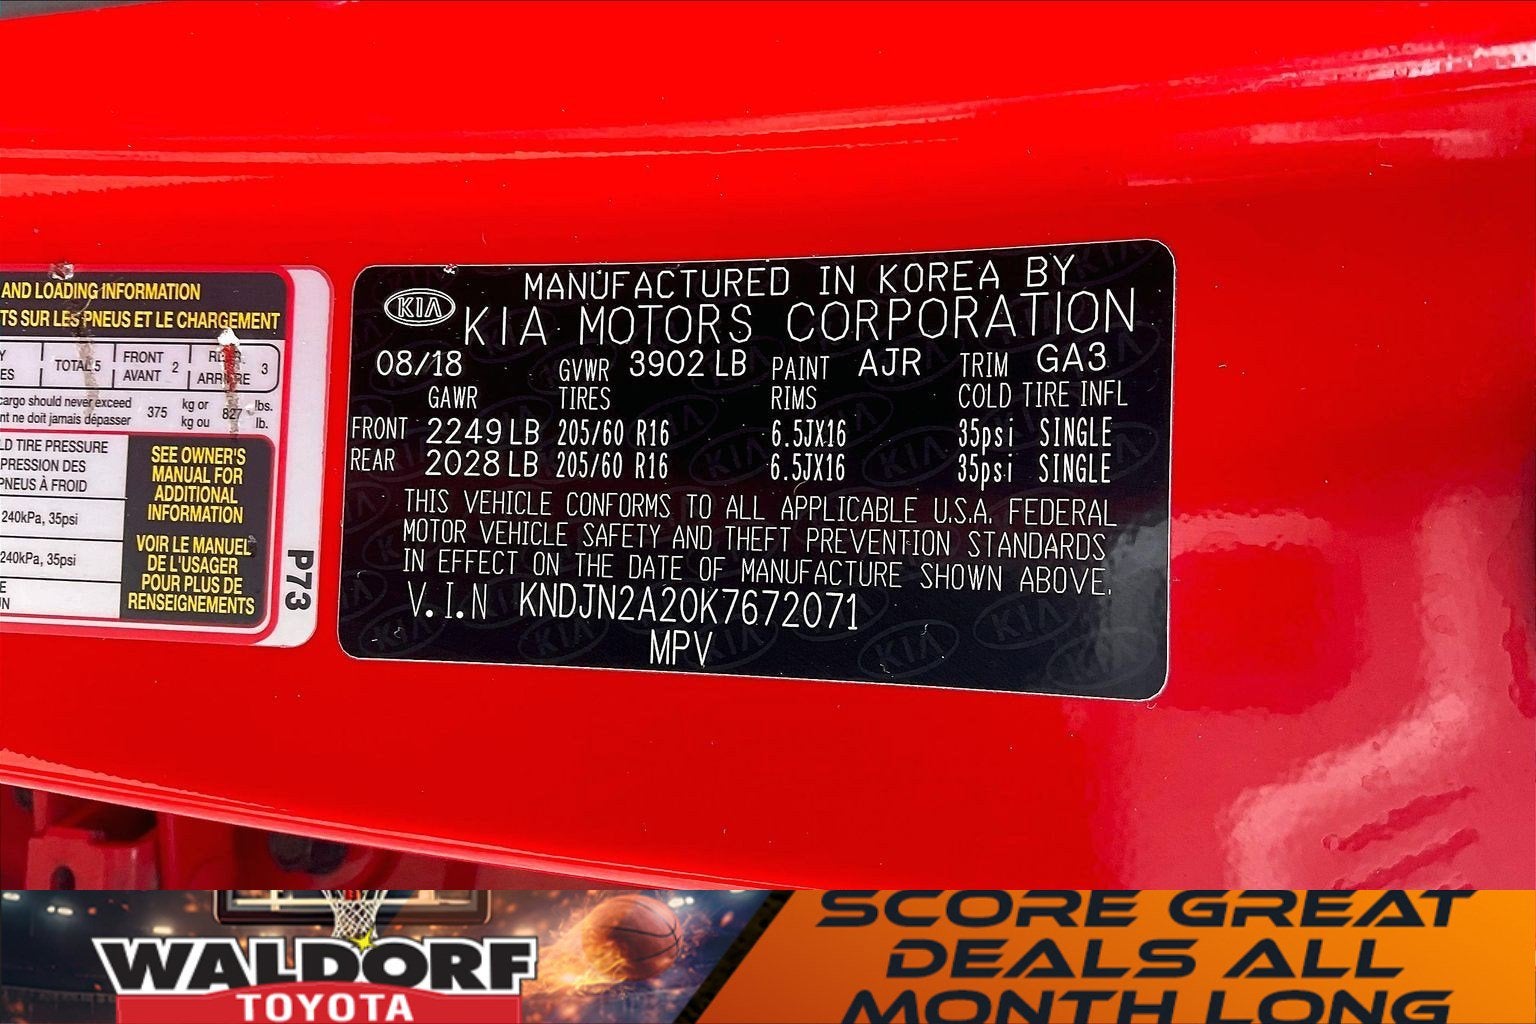 AND LOADING INFORMATION
TS SUR LES PNEUS ET LE CHARGEMENT
Y TOTAL 5 FRONT 2 3
ES AVANT ARRIÈRE
cargo should never exceed 375 kg or 827 lbs.
nt ne doit jamais dépasser kg ou lb.
LD TIRE PRESSURE
PRESSION DES
PNEUS À FROID
240kPa, 35psi
240kPa, 35psi
E
UN
SEE OWNER'S
MANUAL FOR
ADDITIONAL
INFORMATION
VOIR LE MANUEL
DE L'USAGER
POUR PLUS DE
RENSEIGNEMENTS
P73
KIA
MANUFACTURED IN KOREA BY
KIA MOTORS CORPORATION
08/18 GVWR 3902 LB PAINT AJR TRIM GA3
GAWR TIRES RIMS COLD TIRE INFL
FRONT 2249 LB 205/60 R16 6.5JX16 35psi SINGLE
REAR 2028 LB 205/60 R16 6.5JX16 35psi SINGLE
THIS VEHICLE CONFORMS TO ALL APPLICABLE U.S.A. FEDERAL
MOTOR VEHICLE SAFETY AND THEFT PREVENTION STANDARDS
IN EFFECT ON THE DATE OF MANUFACTURE SHOWN ABOVE.
V.I.N KNDJN2A20K7672071
MPV
WALDORF
TOYOTA
SCORE GREAT
DEALS ALL
MONTH LONG